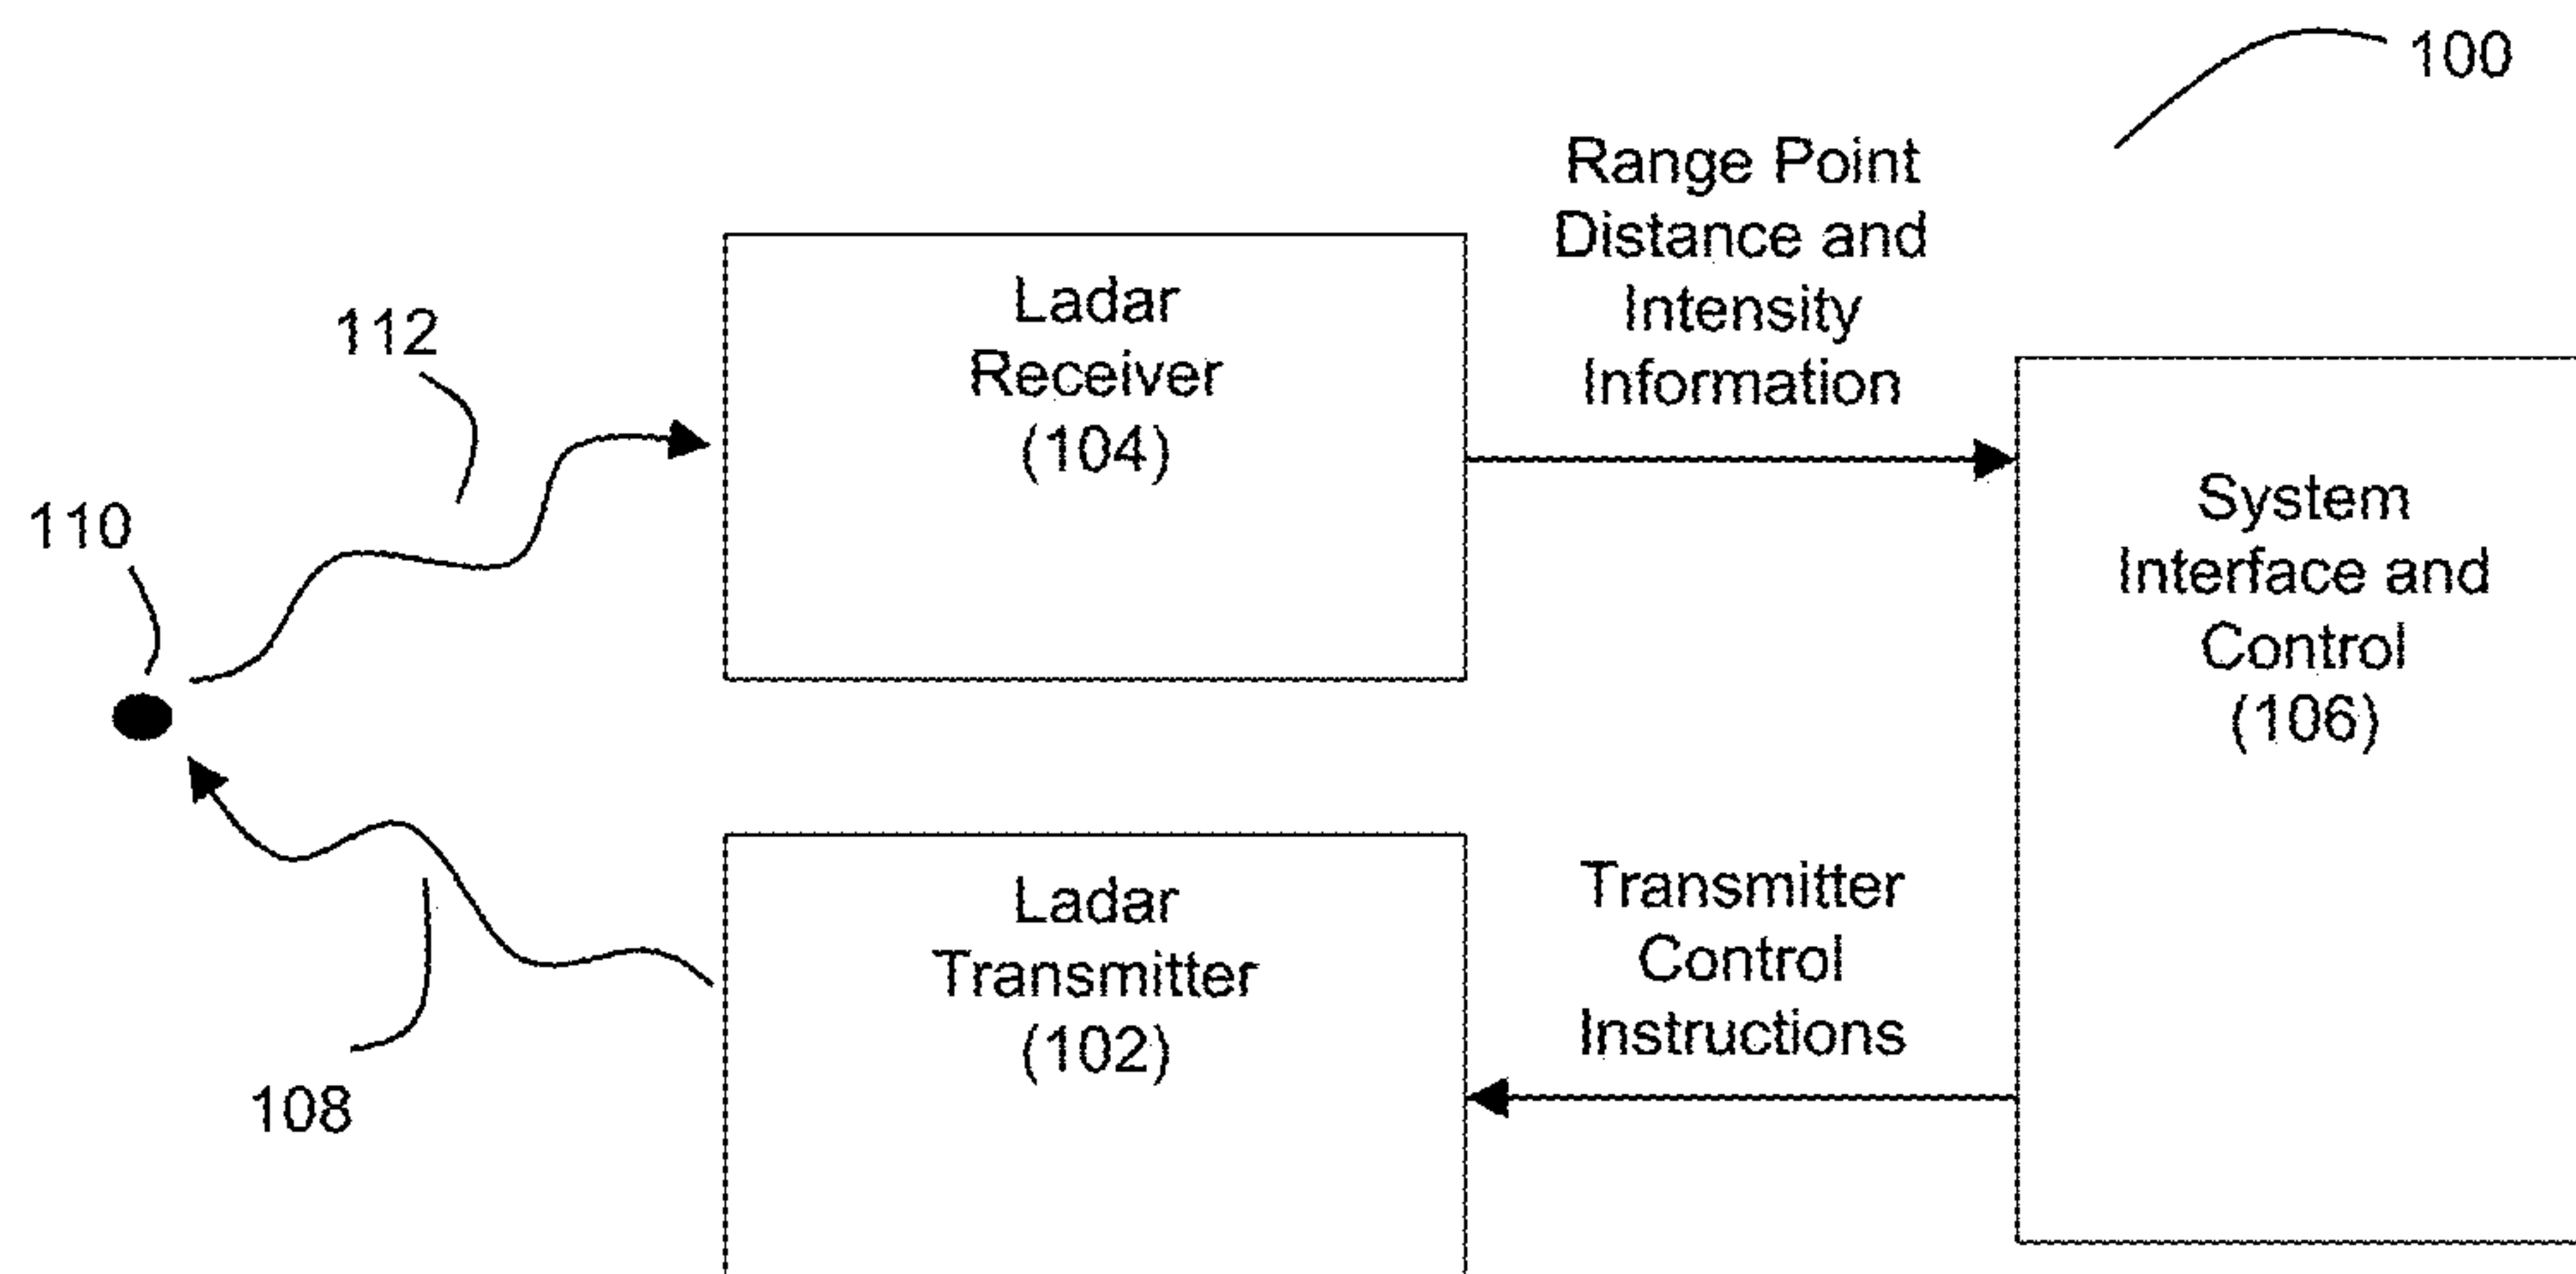 100
Range Point
Distance and
Intensity
Information
Ladar
Receiver
(104)
112
110
System
Interface and
Control
(106)
Ladar
Transmitter
(102)
Transmitter
Control
Instructions
108